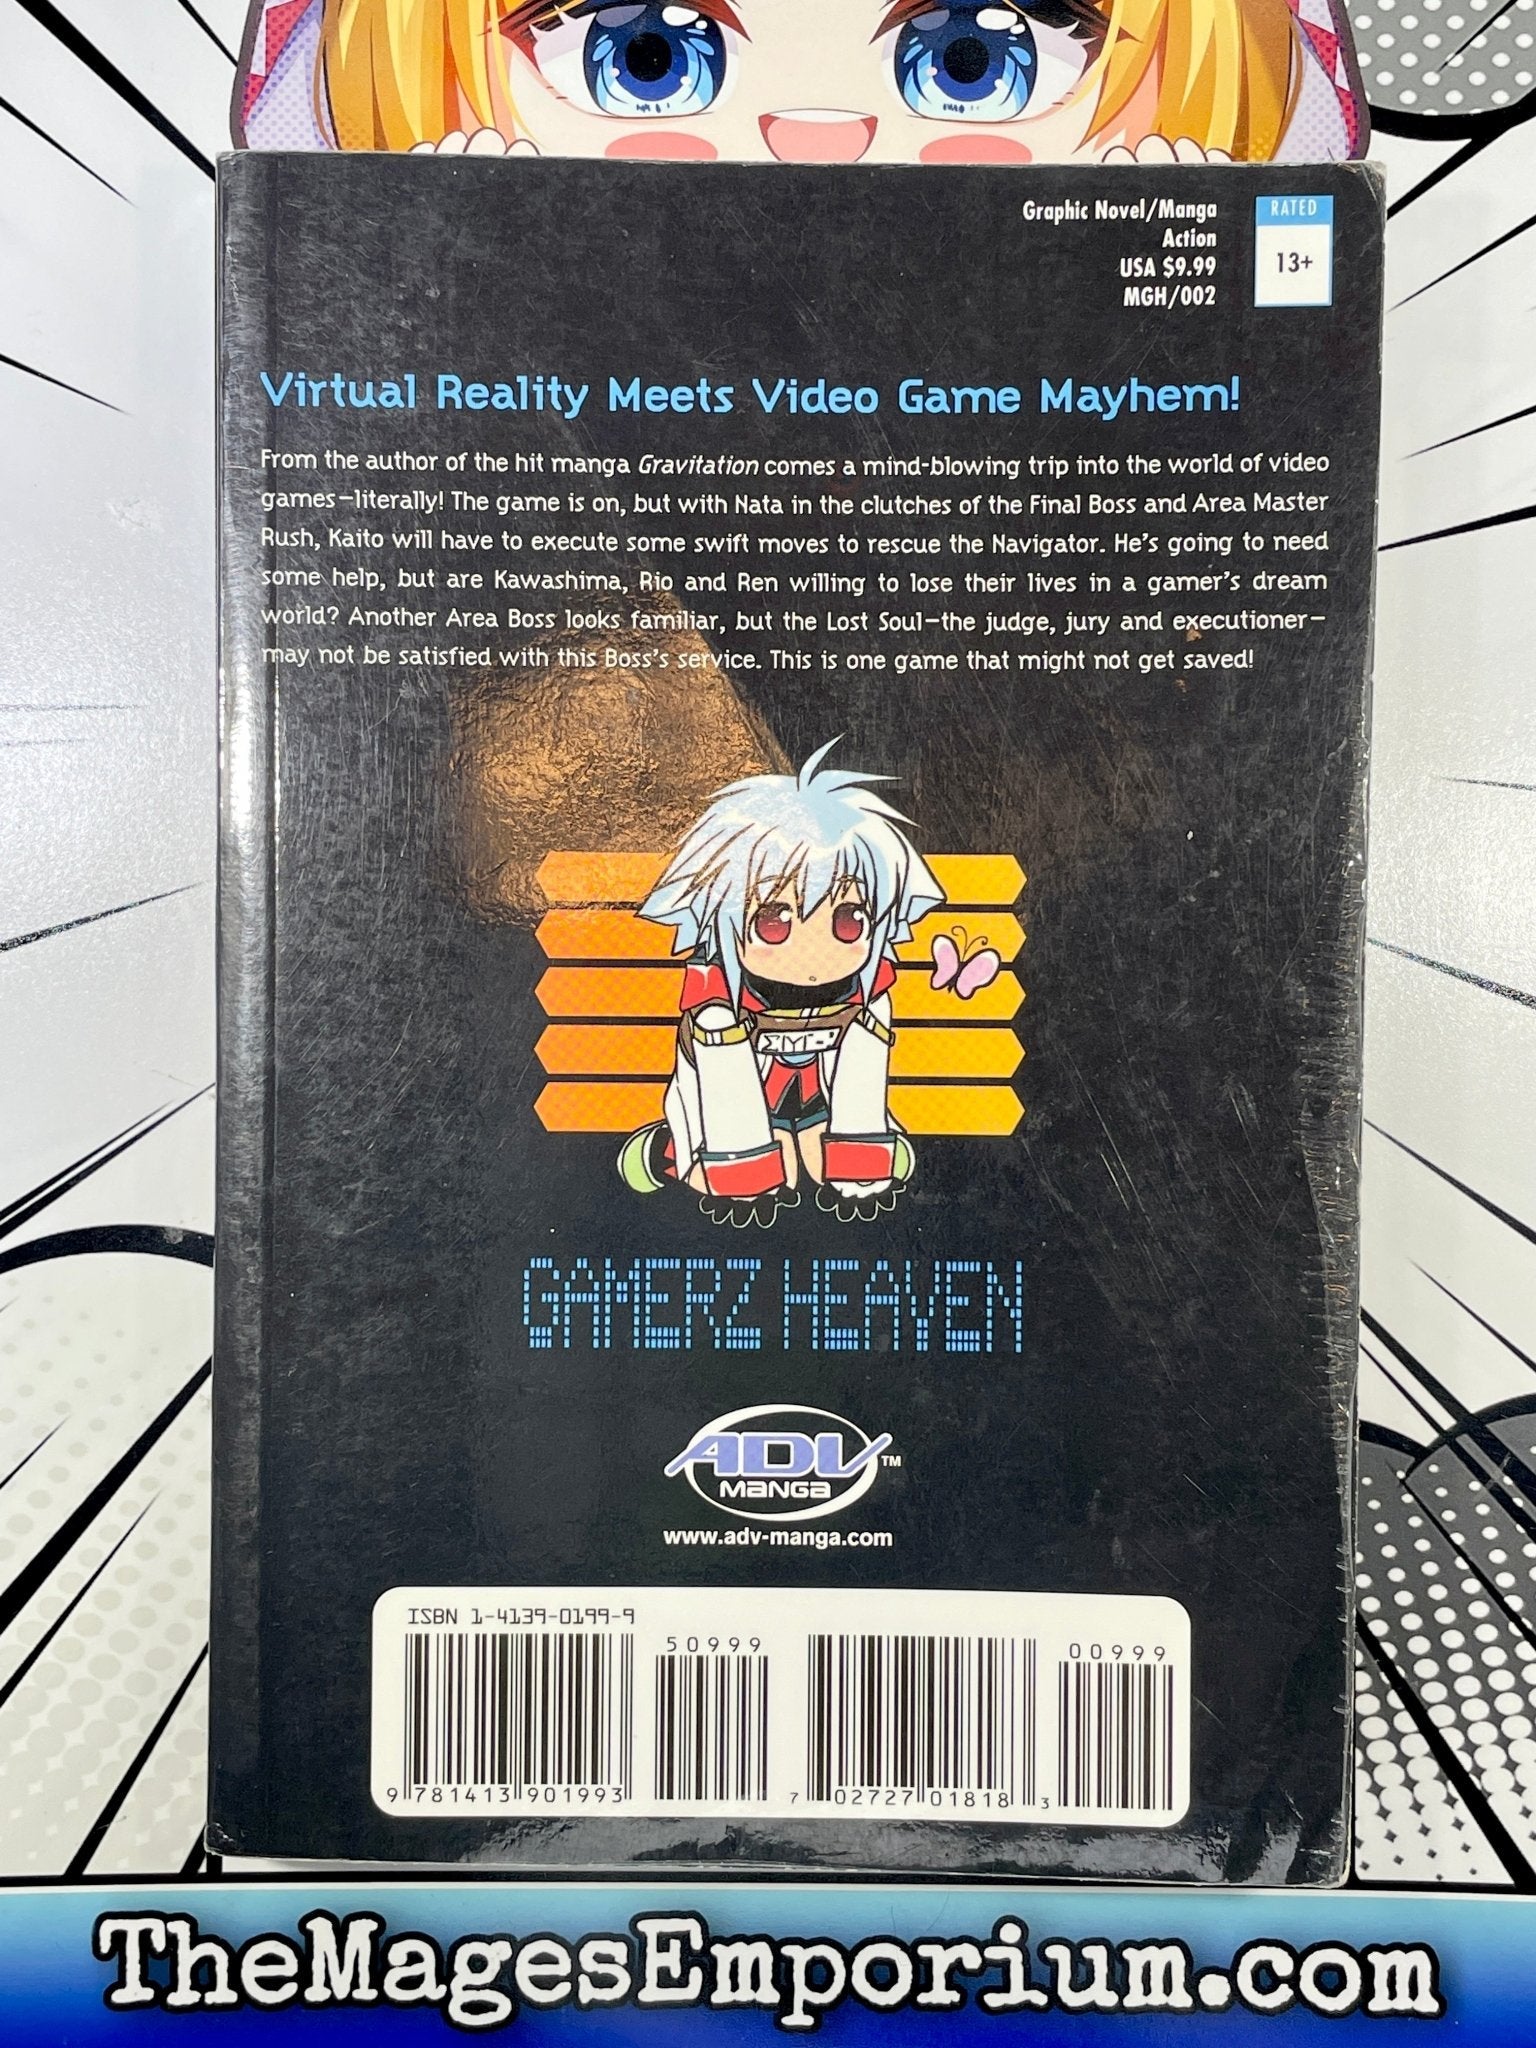 Graphic Novel/Manga
Action
USA $9.99
MGH/002
RATED
13+
Virtual Reality Meets Video Game Mayhem!
From the author of the hit manga Gravitation comes a mind-blowing trip into the world of video
games—literally! The game is on, but with Nata in the clutches of the Final Boss and Area Master
Rush, Kaito will have to execute some swift moves to rescue the Navigator. He's going to need
some help, but are Kawashima, Rio and Ren willing to lose their lives in a gamer's dream
world? Another Area Boss looks familiar, but the Lost Soul—the judge, jury and executioner—
may not be satisfied with this Boss's service. This is one game that might not get saved!
GAMERZ HEAVEN
ADV
MANGA
TM
www.adv-manga.com
ISBN 1-4139-0199-9
50999
00999
9 781413 901993
7 02727 01818 3
TheMagesEmporium.com